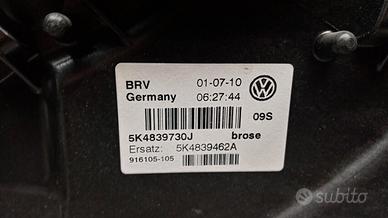 BRV 01-07-10
Germany 06:27:44
09S
5K4839730J brose
Ersatz: 5K4839462A
916105-105
subito